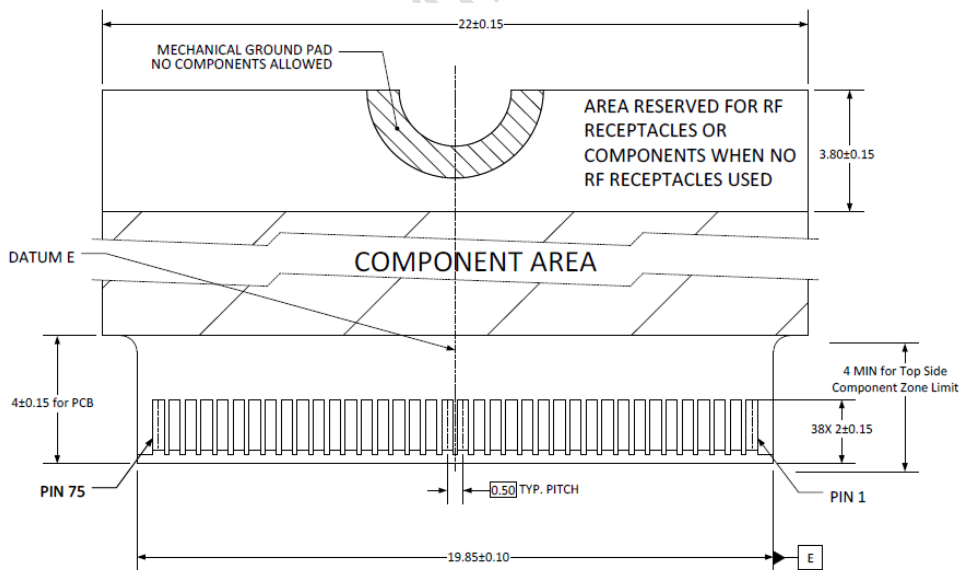 22±0.15
MECHANICAL GROUND PAD
NO COMPONENTS ALLOWED
AREA RESERVED FOR RF
RECEPTACLES OR
COMPONENTS WHEN NO
RF RECEPTACLES USED
3.80±0.15
DATUM E
COMPONENT AREA
4±0.15 for PCB
4 MIN for Top Side
Component Zone Limit
38X 2±0.15
PIN 75
0.50 TYP. PITCH
PIN 1
19.85±0.10
E